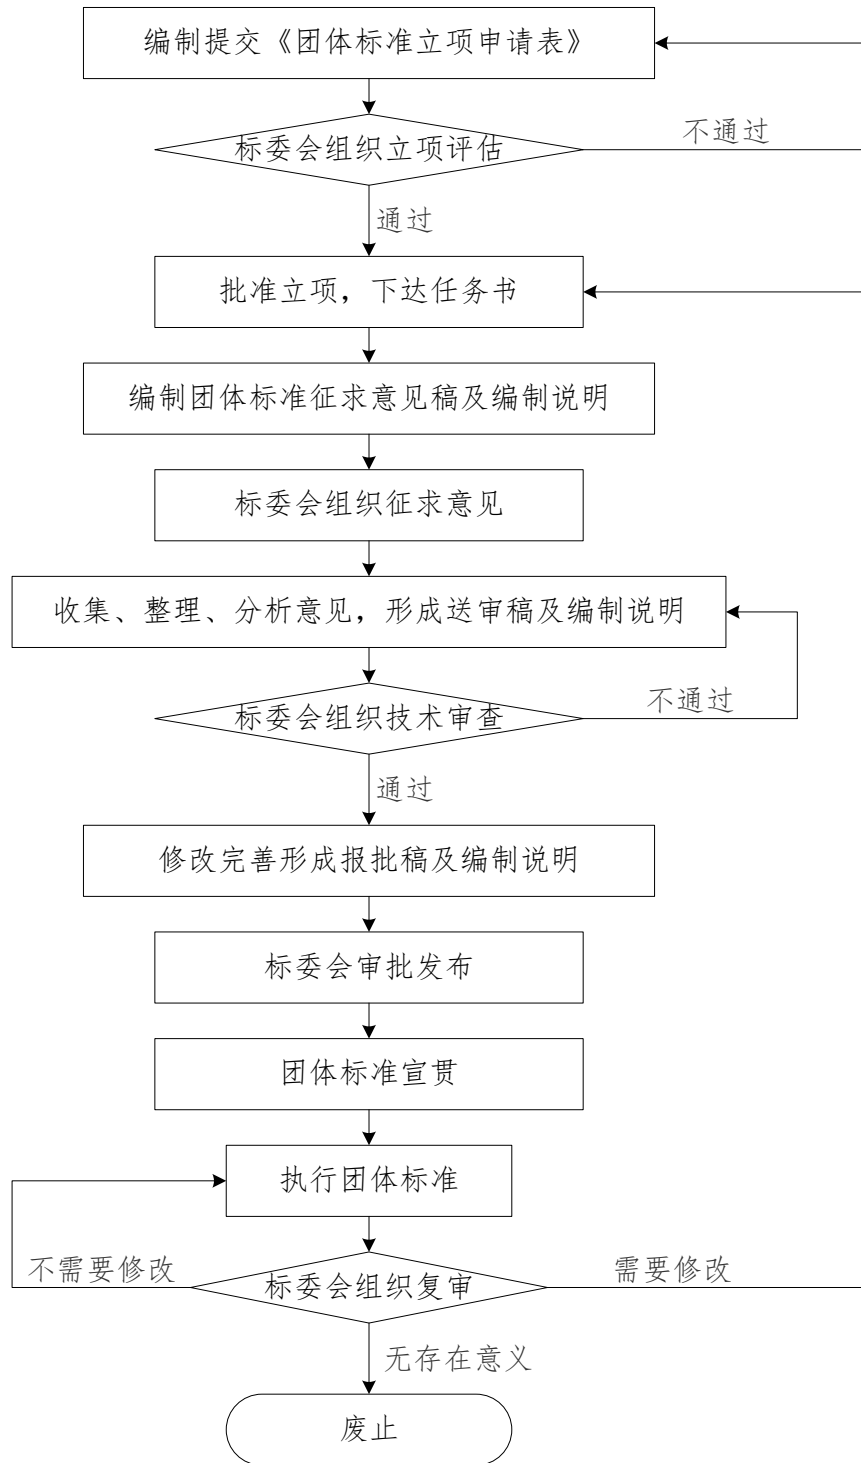 编制提交《团体标准立项申请表》
标委会组织立项评估
不通过
通过
批准立项，下达任务书
编制团体标准征求意见稿及编制说明
标委会组织征求意见
收集、整理、分析意见，形成送审稿及编制说明
标委会组织技术审查
不通过
通过
修改完善形成报批稿及编制说明
标委会审批发布
团体标准宣贯
执行团体标准
不需要修改
标委会组织复审
需要修改
无存在意义
废止